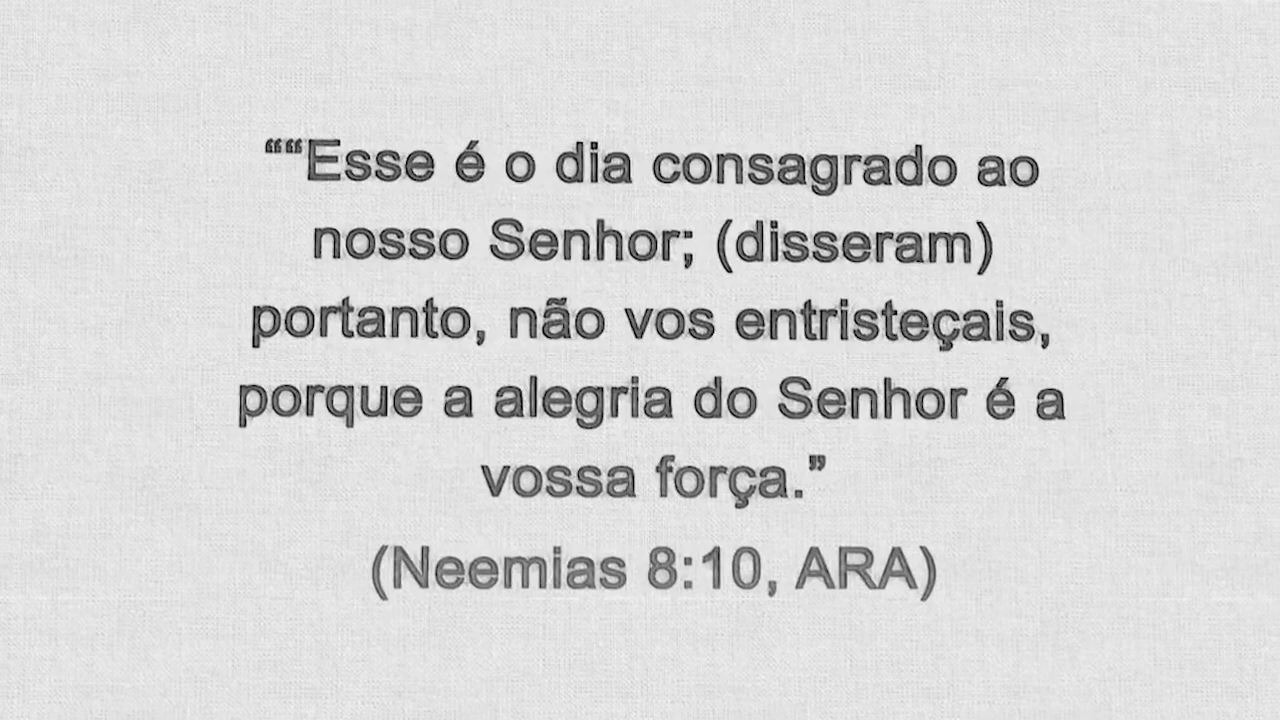 ““Esse é o dia consagrado ao
nosso Senhor; (disseram)
portanto, não vos entristeçais,
porque a alegria do Senhor é a
vossa força.”
(Neemias 8:10, ARA)